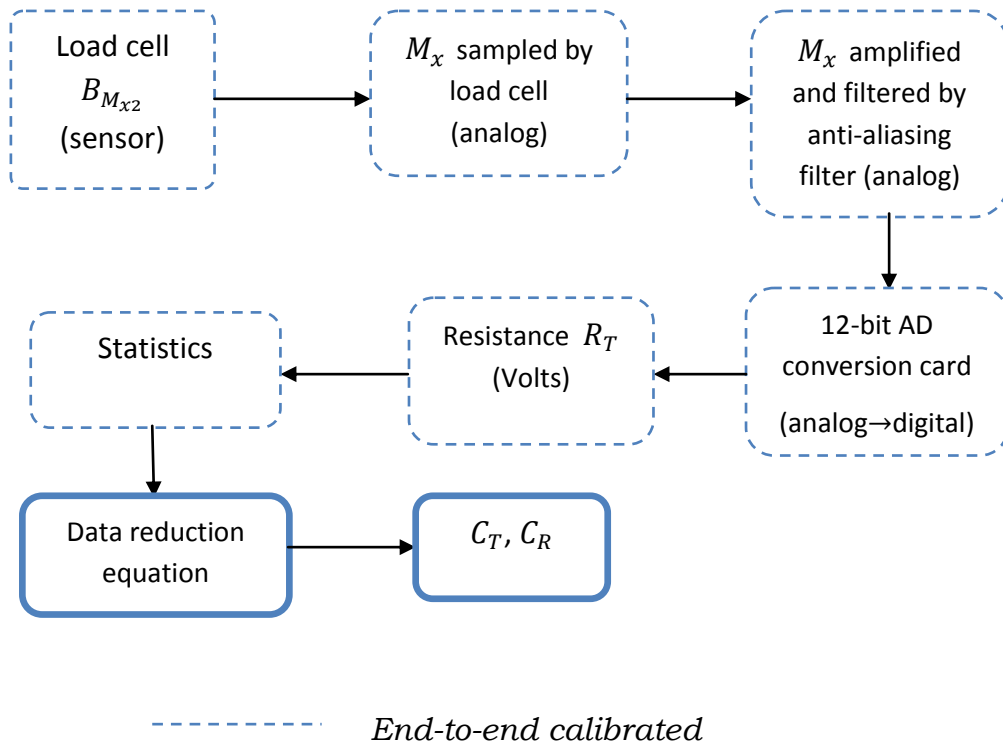 Load cell
B_{M_{x2}}
(sensor)
M_x sampled by
load cell
(analog)
M_x amplified
and filtered by
anti-aliasing
filter (analog)
12-bit AD
conversion card
(analog→digital)
Resistance R_T
(Volts)
Statistics
Data reduction
equation
C_T, C_R
End-to-end calibrated